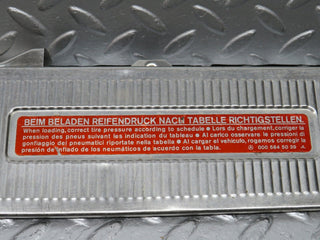 BEIM BELADEN REIFENDRUCK NACH TABELLE RICHTIGSTELLEN.
When loading, correct tire pressure according to schedule ● Lors du chargement, corriger la
pression des pneus suivant les indication du tableau ● Al carico osservare le pressioni di
gonfiaggio dei pneumatici riportate nella tabella ● Al cargar el vehiculo, rogamos corregir la
presión de inflado de los neumáticos de acuerdo con la tabla. 000 584 50 39